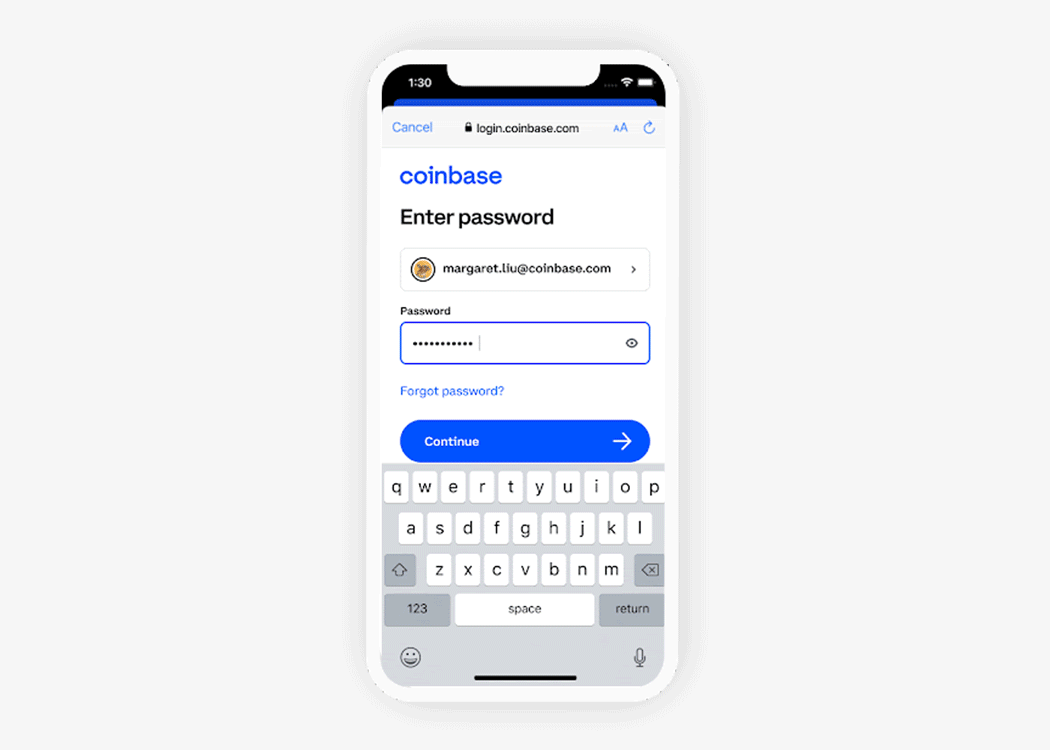 1:30
Cancel login.coinbase.com AA
coinbase
Enter password
margaret.liu@coinbase.com
Password
Forgot password?
Continue
q w e r t y u i o p
a s d f g h j k l
z x c v b n m
123 space return